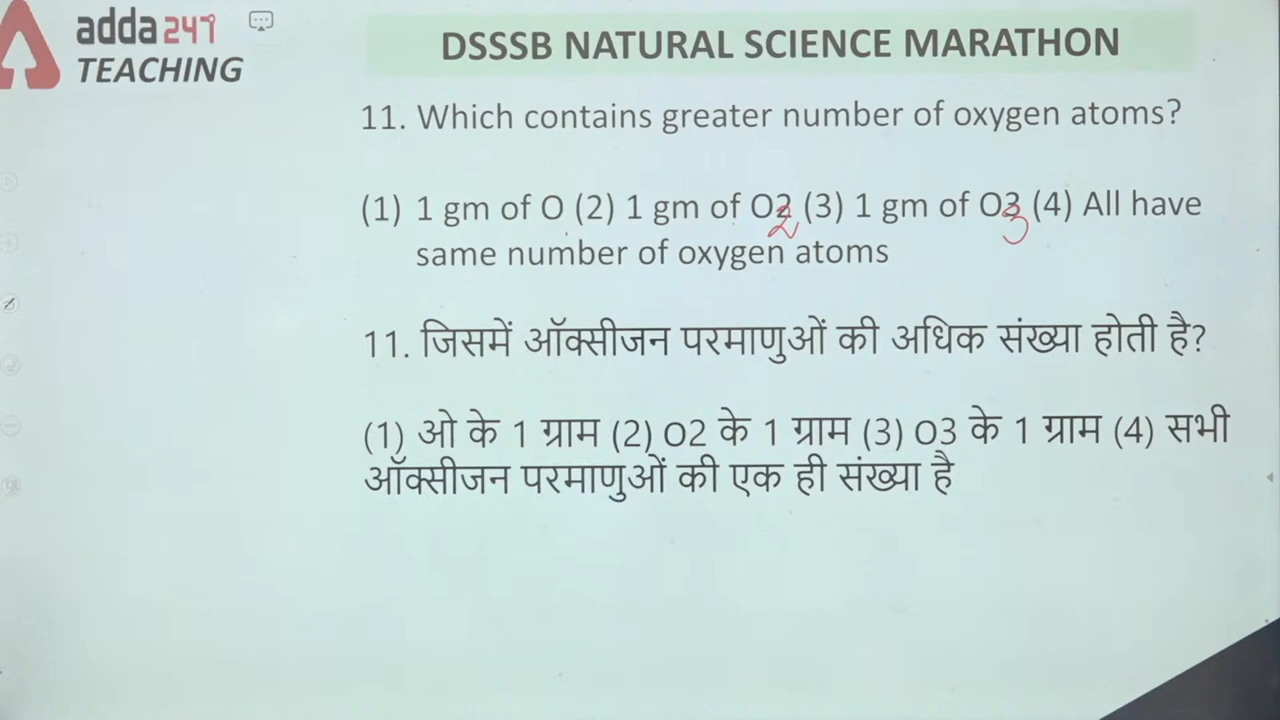 adda247
TEACHING
DSSSB NATURAL SCIENCE MARATHON
11. Which contains greater number of oxygen atoms?
(1) 1 gm of O (2) 1 gm of O2 (3) 1 gm of O3 (4) All have
2 3
same number of oxygen atoms
11. जिसमें ऑक्सीजन परमाणुओं की अधिक संख्या होती है?
(1) ओ के 1 ग्राम (2) O2 के 1 ग्राम (3) O3 के 1 ग्राम (4) सभी
ऑक्सीजन परमाणुओं की एक ही संख्या है